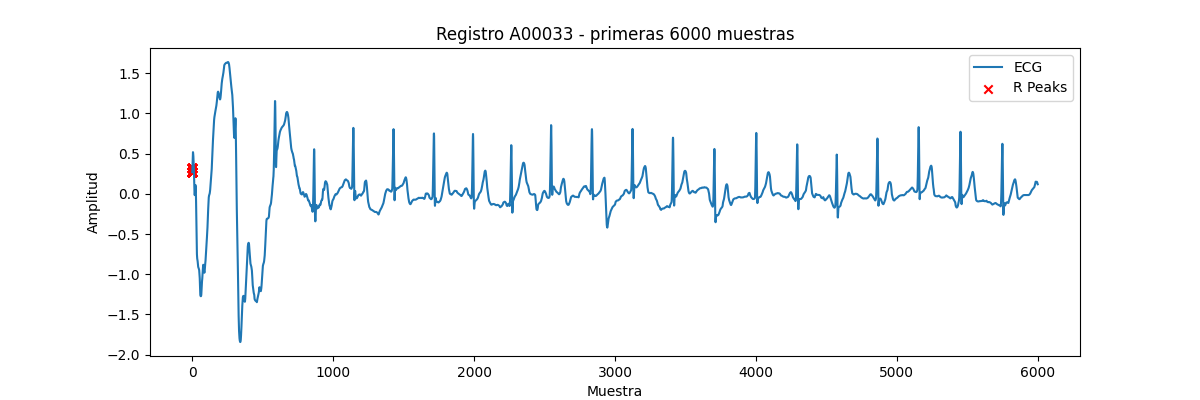 Registro A00033 - primeras 6000 muestras
ECG
R Peaks
Amplitud
1.5
1.0
0.5
0.0
−0.5
−1.0
−1.5
−2.0
0 1000 2000 3000 4000 5000 6000
Muestra